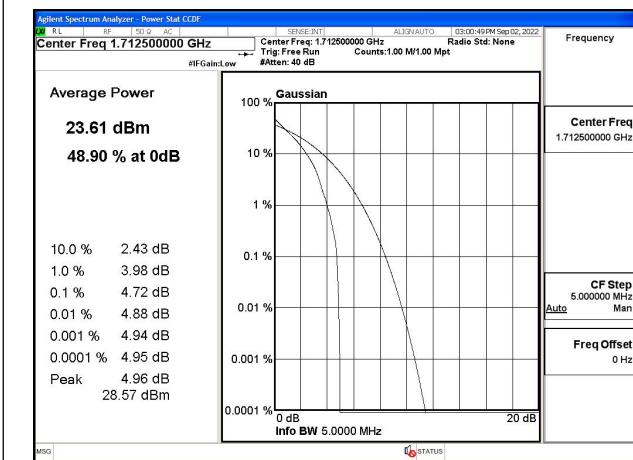 Agilent Spectrum Analyzer - Power Stat CCDF
RL RF 50 Ω AC SENSE:INT ALIGN AUTO 03:00:49 PM Sep 02, 2022
Center Freq 1.712500000 GHz
Center Freq: 1.712500000 GHz Radio Std: None
Trig: Free Run Counts:1.00 M/1.00 Mpt
#IFGain:Low #Atten: 40 dB
Frequency
Average Power
23.61 dBm
48.90 % at 0dB
10.0 % 2.43 dB
1.0 % 3.98 dB
0.1 % 4.72 dB
0.01 % 4.88 dB
0.001 % 4.94 dB
0.0001 % 4.95 dB
Peak 4.96 dB
28.57 dBm
Gaussian
100 %
10 %
1 %
0.1 %
0.01 %
0.001 %
0.0001 %
0 dB 20 dB
Info BW 5.0000 MHz
Center Freq
1.712500000 GHz
CF Step
5.000000 MHz
Auto Man
Freq Offset
0 Hz
MSG STATUS